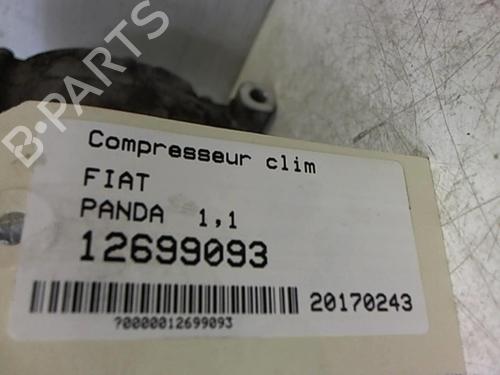 B-PARTS
Compresseur clim
FIAT
PANDA 1,1
12699093
20170243
?0000012699093